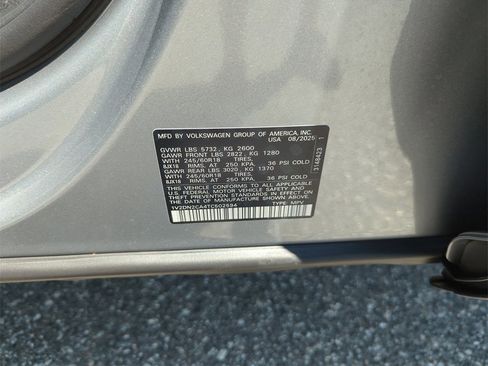 MFD BY VOLKSWAGEN GROUP OF AMERICA, INC.
USA 08/2025
GVWR LBS 5732, KG 2600
GAWR FRONT LBS 2822, KG 1280
WITH 245/60R18 TIRES,
8JX18 RIMS, AT 250 KPA, 36 PSI COLD
GAWR REAR LBS 3020, KG 1370
WITH 245/60R18 TIRES,
8JX18 RIMS, AT 250 KPA, 36 PSI COLD
THIS VEHICLE CONFORMS TO ALL APPLICABLE
FEDERAL MOTOR VEHICLE SAFETY AND
THEFT PREVENTION STANDARDS IN EFFECT
ON THE DATE OF MANUFACTURE SHOWN ABOVE.
1V2DN2CA4TC502694 TYPE: MPV
3148423 1